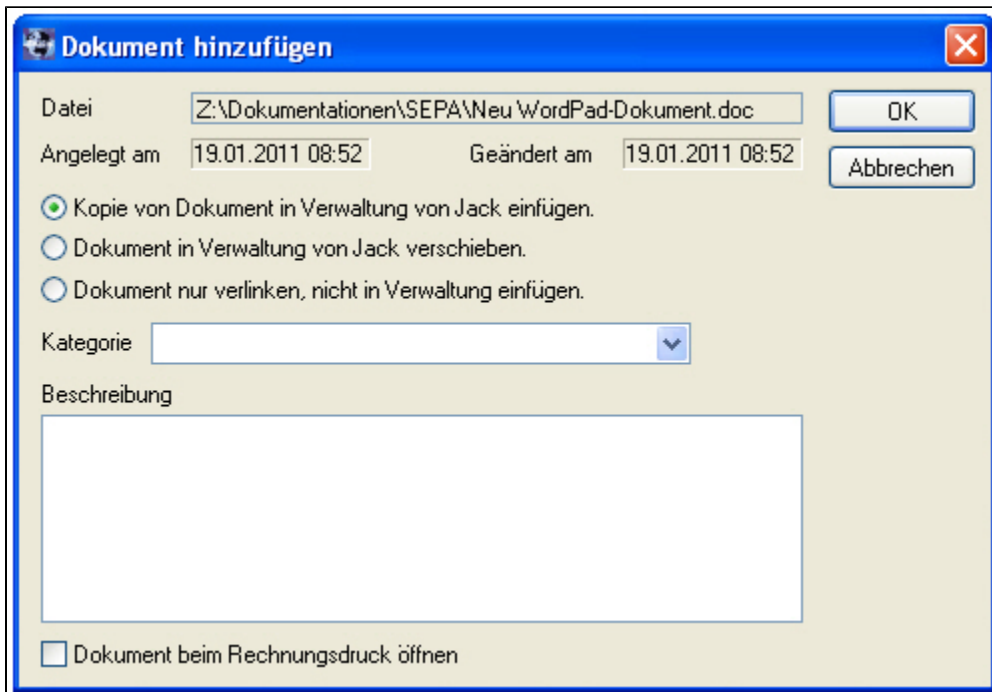 Dokument hinzufügen
Datei Z:\Dokumentationen\SEPA\Neu WordPad-Dokument.doc OK
Angelegt am 19.01.2011 08:52 Geändert am 19.01.2011 08:52 Abbrechen
Kopie von Dokument in Verwaltung von Jack einfügen.
Dokument in Verwaltung von Jack verschieben.
Dokument nur verlinken, nicht in Verwaltung einfügen.
Kategorie
Beschreibung
Dokument beim Rechnungsdruck öffnen